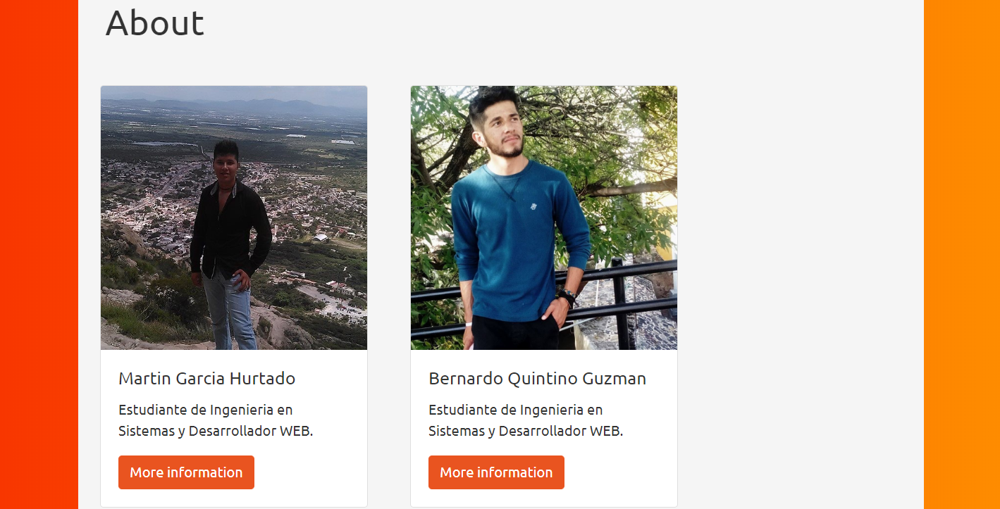 About
Martin Garcia Hurtado
Estudiante de Ingenieria en
Sistemas y Desarrollador WEB.
More information
Bernardo Quintino Guzman
Estudiante de Ingenieria en
Sistemas y Desarrollador WEB.
More information